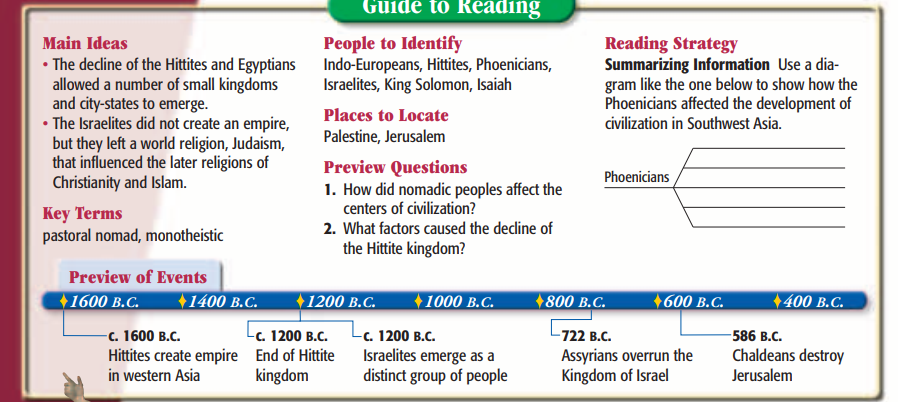 Guide to Reading
Main Ideas
• The decline of the Hittites and Egyptians
allowed a number of small kingdoms
and city-states to emerge.
• The Israelites did not create an empire,
but they left a world religion, Judaism,
that influenced the later religions of
Christianity and Islam.
Key Terms
pastoral nomad, monotheistic
People to Identify
Indo-Europeans, Hittites, Phoenicians,
Israelites, King Solomon, Isaiah
Places to Locate
Palestine, Jerusalem
Preview Questions
1. How did nomadic peoples affect the
centers of civilization?
2. What factors caused the decline of
the Hittite kingdom?
Reading Strategy
Summarizing Information Use a dia-
gram like the one below to show how the
Phoenicians affected the development of
civilization in Southwest Asia.
Phoenicians
Preview of Events
1600 B.C. 1400 B.C. 1200 B.C. 1000 B.C. 800 B.C. 600 B.C. 400 B.C.
c. 1600 B.C.
Hittites create empire
in western Asia
c. 1200 B.C.
End of Hittite
kingdom
c. 1200 B.C.
Israelites emerge as a
distinct group of people
722 B.C.
Assyrians overrun the
Kingdom of Israel
586 B.C.
Chaldeans destroy
Jerusalem